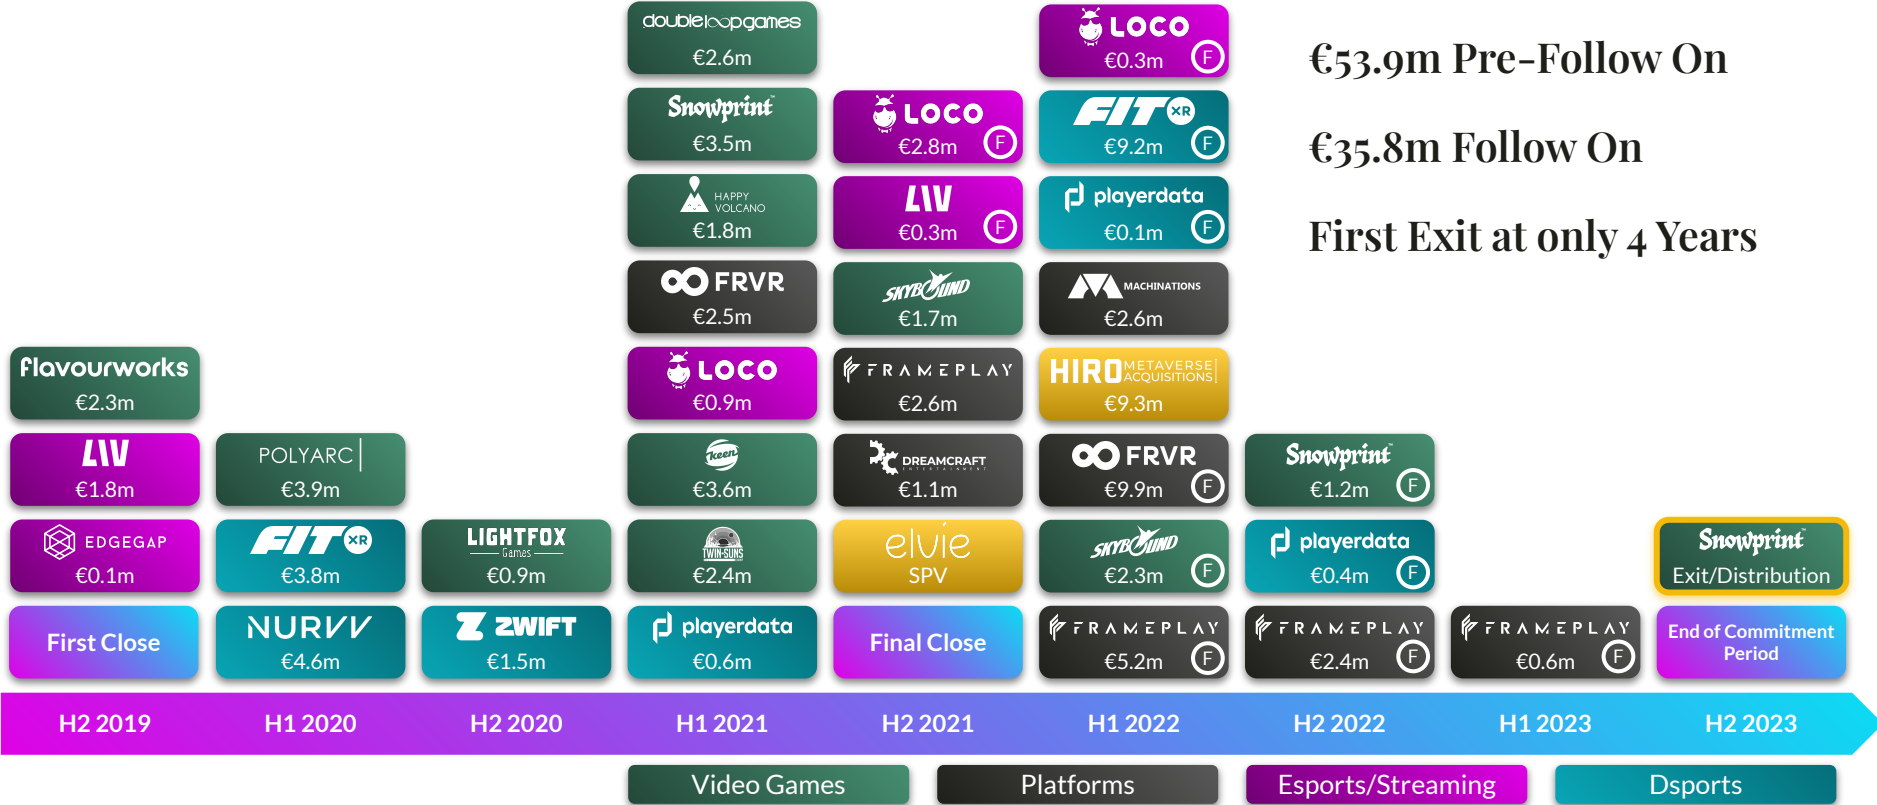 €53.9m Pre-Follow On
€35.8m Follow On
First Exit at only 4 Years
flavourworks
€2.3m
LIV
€1.8m
EDGEGAP
€0.1m
First Close
POLYARC
€3.9m
FIT XR
€3.8m
NURVV
€4.6m
LIGHTFOX
Games
€0.9m
ZWIFT
€1.5m
doubleloopgames
€2.6m
Snowprint™
€3.5m
HAPPY
VOLCANO
€1.8m
FRVR
€2.5m
LOCO
€0.9m
keen
€3.6m
TWIN SUNS
€2.4m
playerdata
€0.6m
LOCO
€2.8m F
LIV
€0.3m F
SKYBOUND
€1.7m
FRAMEPLAY
€2.6m
DREAMCRAFT
ENTERTAINMENT
€1.1m
elvie
SPV
Final Close
LOCO
€0.3m F
FIT XR
€9.2m F
playerdata
€0.1m F
MACHINATIONS
€2.6m
HIRO METAVERSE
ACQUISITIONS
€9.3m
FRVR
€9.9m F
SKYBOUND
€2.3m F
FRAMEPLAY
€5.2m F
Snowprint™
€1.2m F
playerdata
€0.4m F
FRAMEPLAY
€2.4m F
FRAMEPLAY
€0.6m F
Snowprint™
Exit/Distribution
End of Commitment
Period
H2 2019 H1 2020 H2 2020 H1 2021 H2 2021 H1 2022 H2 2022 H1 2023 H2 2023
Video Games Platforms Esports/Streaming Dsports